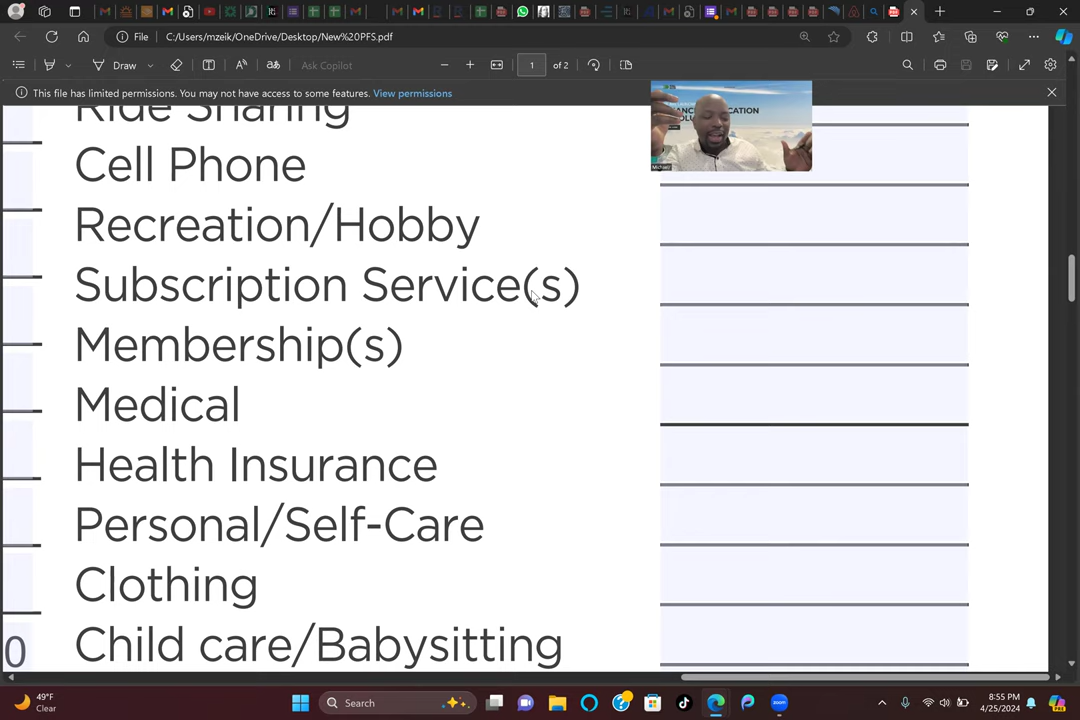 File
C:/Users/mzeik/OneDrive/Desktop/New%20PFS.pdf
Draw
Ask Copilot
1 of 2
This file has limited permissions. You may not have access to some features. View permissions
Ride Sharing
Cell Phone
Recreation/Hobby
Subscription Service(s)
Membership(s)
Medical
Health Insurance
Personal/Self-Care
Clothing
0 Child care/Babysitting
49°F
Clear
Search
8:55 PM
4/25/2024